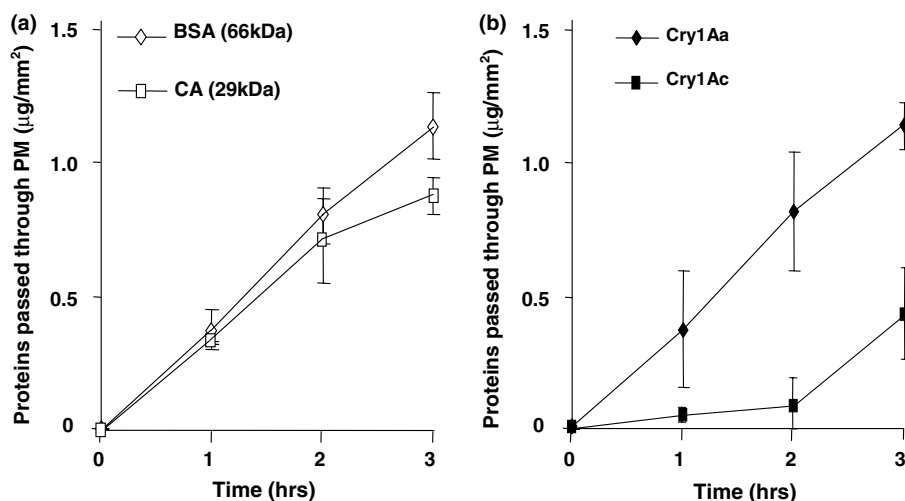 (a)
BSA (66kDa)
CA (29kDa)
Proteins passed through PM (μg/mm²)
1.5
1.0
0.5
0
0 1 2 3
Time (hrs)
(b)
Cry1Aa
Cry1Ac
Proteins passed through PM (μg/mm²)
1.5
1.0
0.5
0
0 1 2 3
Time (hrs)